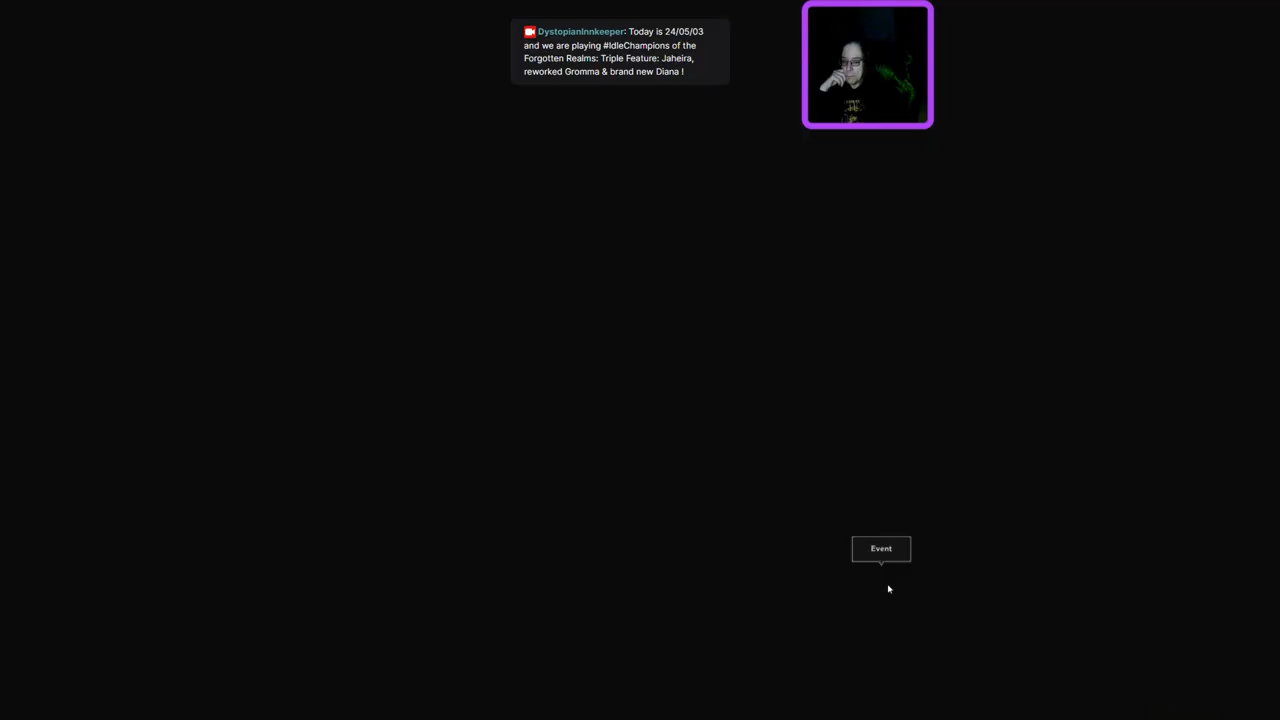 DystopianInnkeeper: Today is 24/05/03
and we are playing #IdleChampions of the
Forgotten Realms: Triple Feature: Jaheira,
reworked Gromma & brand new Diana !
Event